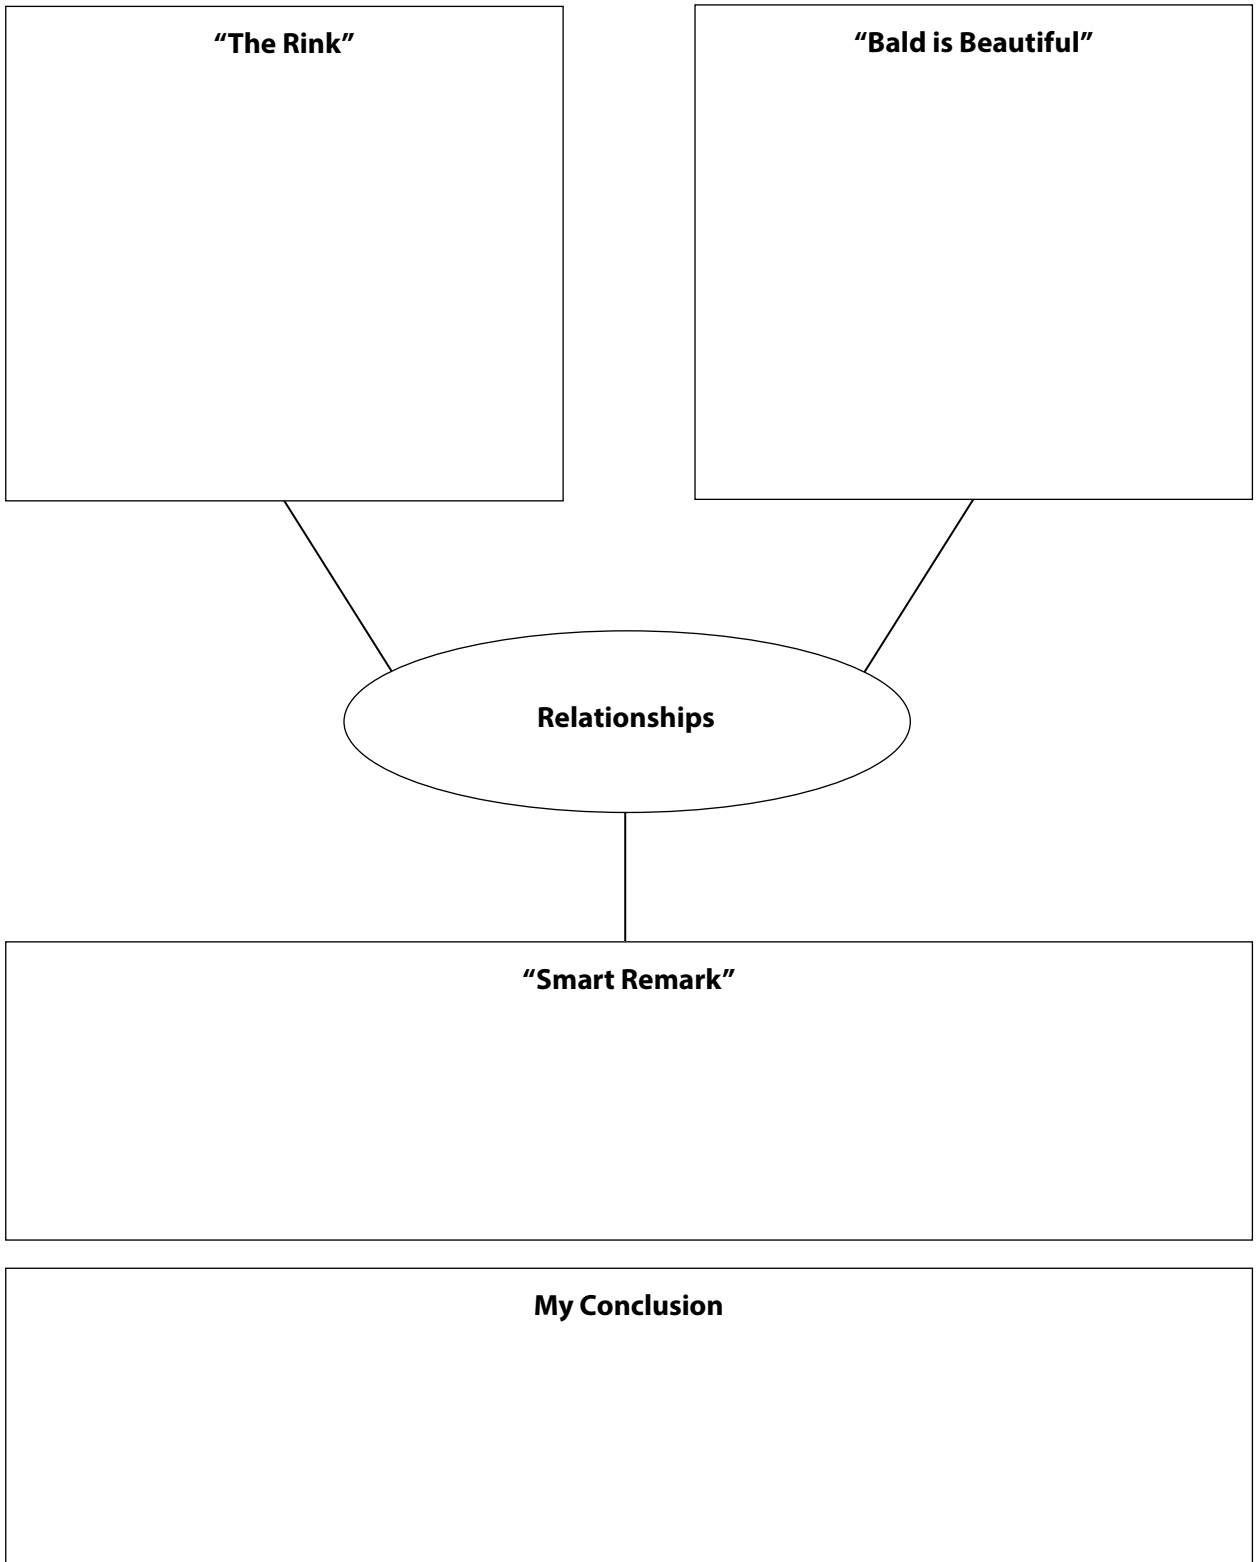 “The Rink”
“Bald is Beautiful”
Relationships
“Smart Remark”
My Conclusion